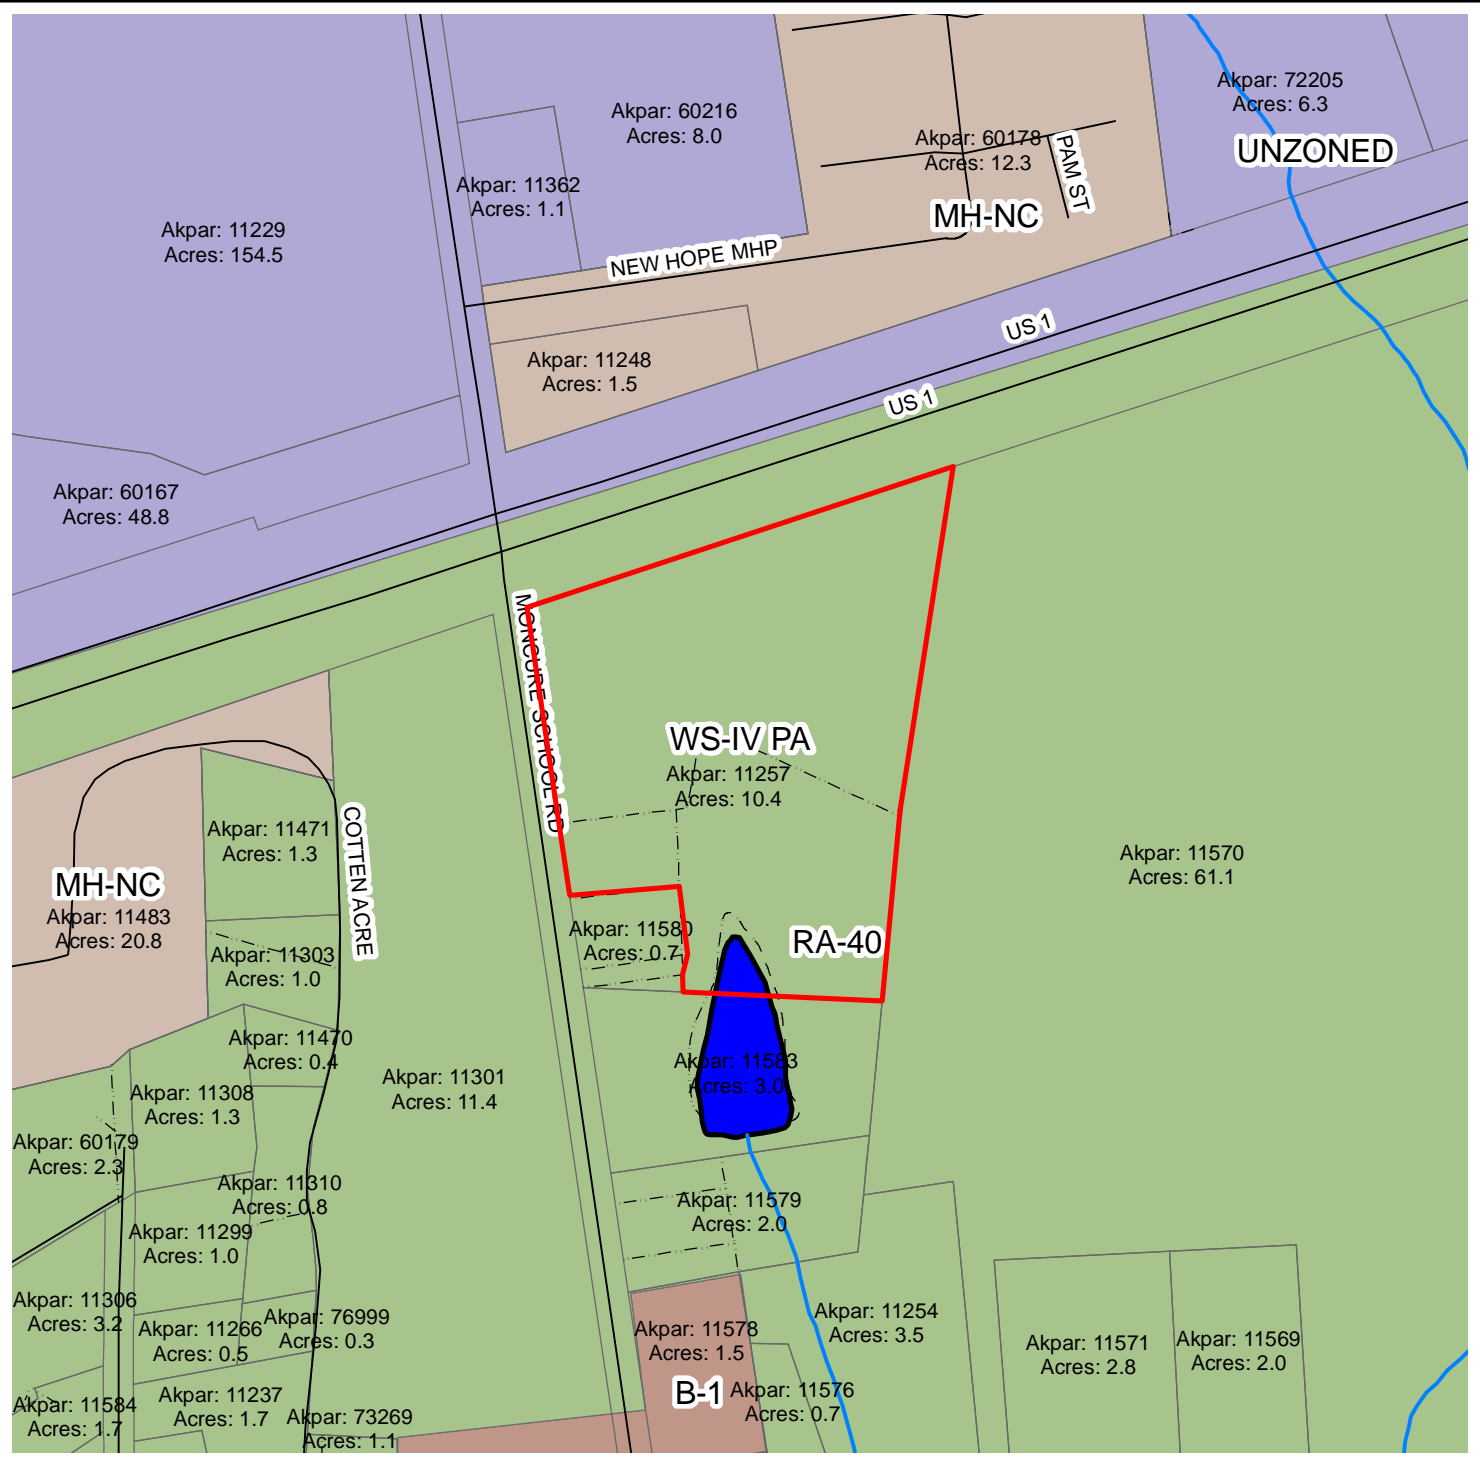 Akpar: 72205
Acres: 6.3
UNZONED
Akpar: 60216
Acres: 8.0
Akpar: 60178
Acres: 12.3
PAM ST
MH-NC
Akpar: 11362
Acres: 1.1
Akpar: 11229
Acres: 154.5
NEW HOPE MHP
US 1
Akpar: 11248
Acres: 1.5
US 1
Akpar: 60167
Acres: 48.8
MONCURE SCHOOL RD
WS-IV PA
Akpar: 11257
Acres: 10.4
Akpar: 11471
Acres: 1.3
COTTEN ACRE
Akpar: 11570
Acres: 61.1
MH-NC
Akpar: 11483
Acres: 20.8
Akpar: 11580
Acres: 0.7
RA-40
Akpar: 11303
Acres: 1.0
Akpar: 11470
Acres: 0.4
Akpar: 11583
Acres: 3.0
Akpar: 11301
Acres: 11.4
Akpar: 11308
Acres: 1.3
Akpar: 60179
Acres: 2.3
Akpar: 11310
Acres: 0.8
Akpar: 11579
Acres: 2.0
Akpar: 11299
Acres: 1.0
Akpar: 11306
Acres: 3.2
Akpar: 11266
Acres: 0.5
Akpar: 76999
Acres: 0.3
Akpar: 11254
Acres: 3.5
Akpar: 11578
Acres: 1.5
Akpar: 11571
Acres: 2.8
Akpar: 11569
Acres: 2.0
B-1
Akpar: 11576
Acres: 0.7
Akpar: 11584
Acres: 1.7
Akpar: 11237
Acres: 1.7
Akpar: 73269
Acres: 1.1